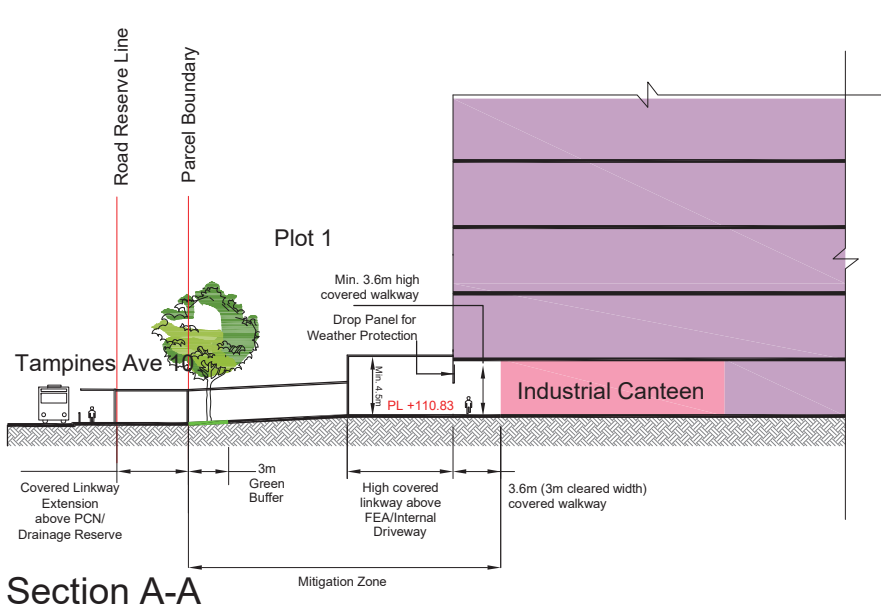 Road Reserve Line
Parcel Boundary
Plot 1
Min. 3.6m high
covered walkway
Drop Panel for
Weather Protection
Tampines Ave 10
Min. 4.5m
PL +110.83
Industrial Canteen
Covered Linkway
Extension
above PCN/
Drainage Reserve
3m
Green
Buffer
High covered
linkway above
FEA/Internal
Driveway
3.6m (3m cleared width)
covered walkway
Mitigation Zone
Section A-A